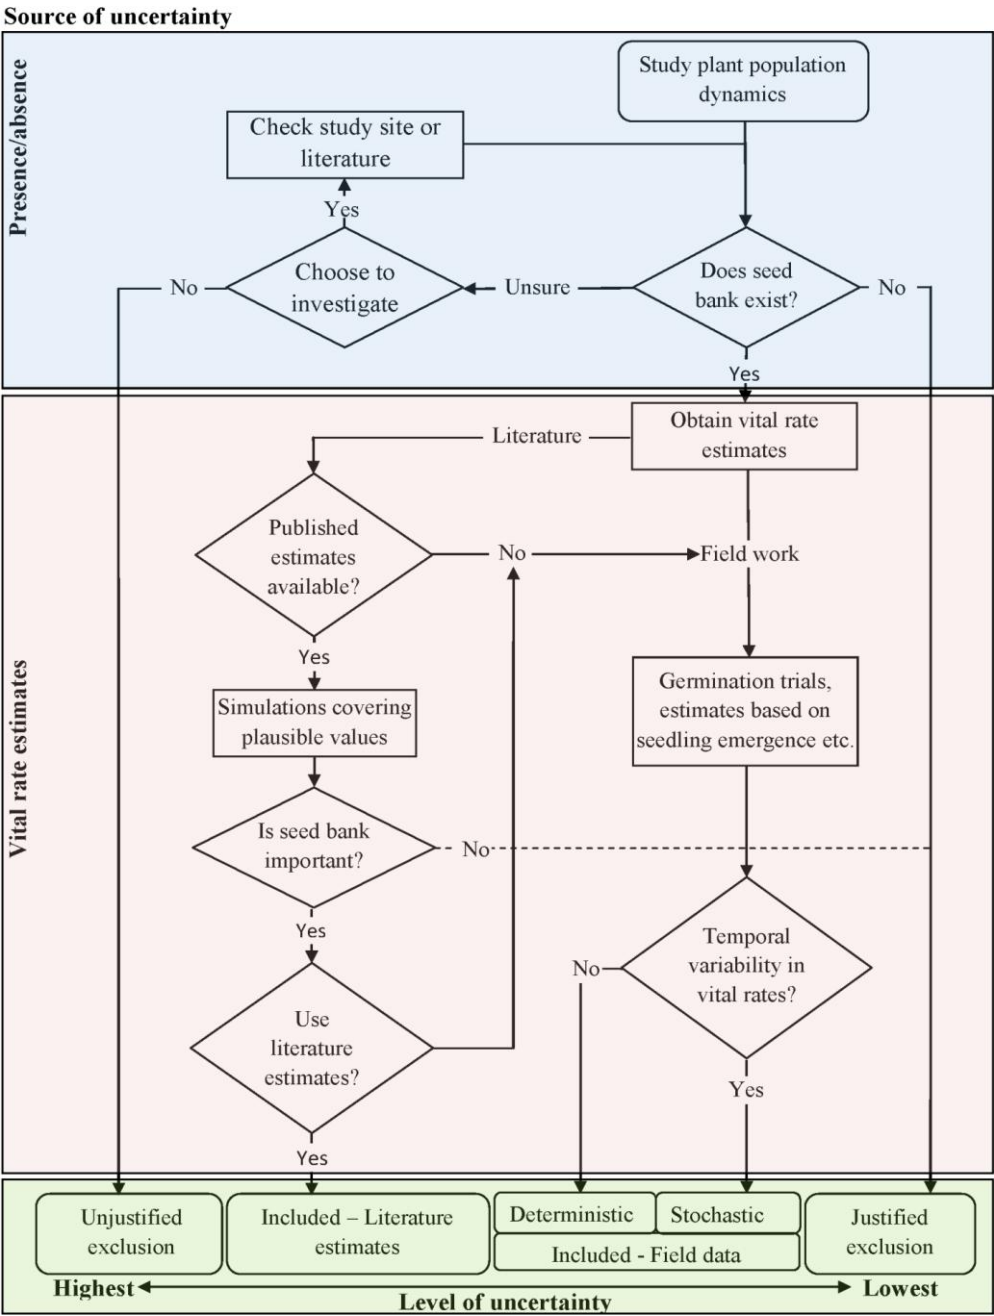 Source of uncertainty
Presence/absence
Study plant population
dynamics
Check study site or
literature
Yes
Choose to
investigate
No
Unsure
Does seed
bank exist?
No
Yes
Vital rate estimates
Obtain vital rate
estimates
Literature
Published
estimates
available?
No
Field work
Yes
Simulations covering
plausible values
Germination trials,
estimates based on
seedling emergence etc.
Is seed bank
important?
No
Yes
Temporal
variability in
vital rates?
No
Use
literature
estimates?
Yes
Yes
Unjustified
exclusion
Included – Literature
estimates
Deterministic
Stochastic
Included - Field data
Justified
exclusion
Highest
Lowest
Level of uncertainty